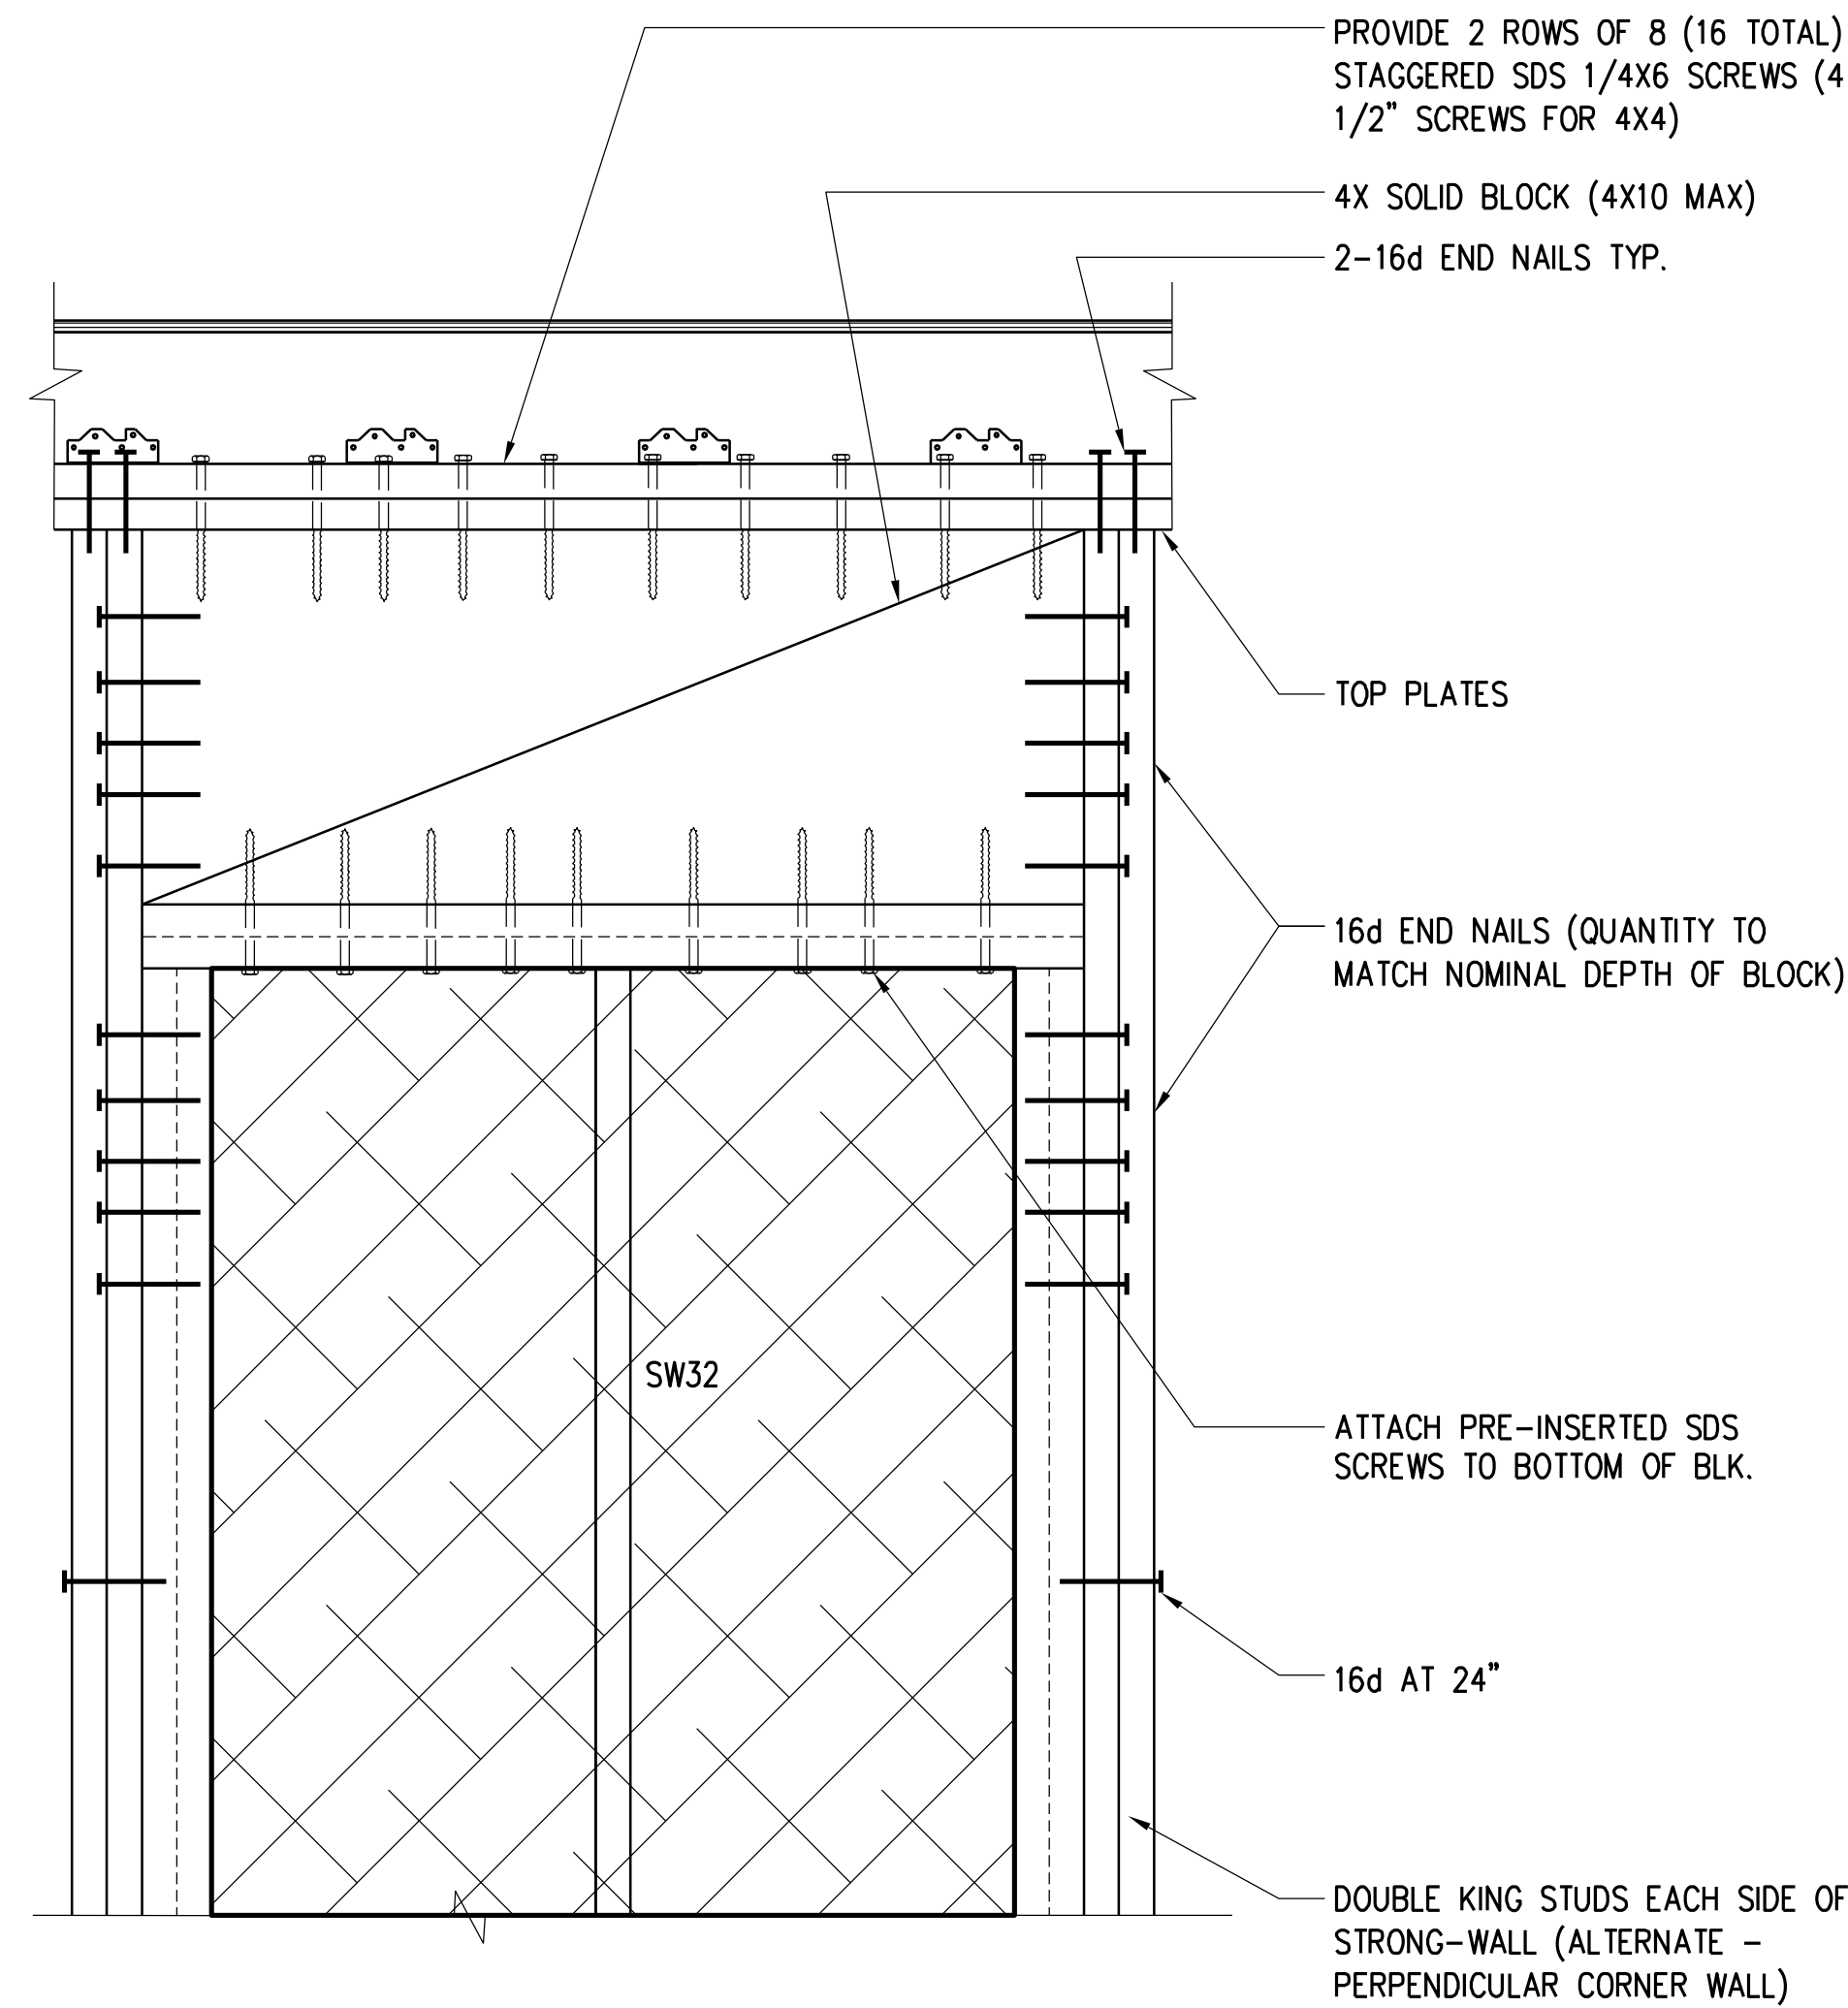 PROVIDE 2 ROWS OF 8 (16 TOTAL)
STAGGERED SDS 1/4X6 SCREWS (4
1/2" SCREWS FOR 4X4)
4X SOLID BLOCK (4X10 MAX)
2-16d END NAILS TYP.
TOP PLATES
16d END NAILS (QUANTITY TO
MATCH NOMINAL DEPTH OF BLOCK)
SW32
ATTACH PRE-INSERTED SDS
SCREWS TO BOTTOM OF BLK.
16d AT 24"
DOUBLE KING STUDS EACH SIDE OF
STRONG-WALL (ALTERNATE -
PERPENDICULAR CORNER WALL)